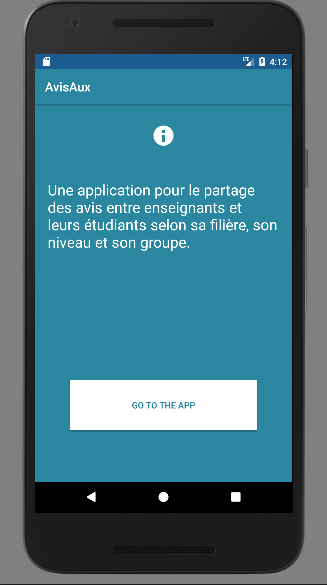 LTE 4:12
AvisAux
Une application pour le partage
des avis entre enseignants et
leurs étudiants selon sa filière, son
niveau et son groupe.
GO TO THE APP